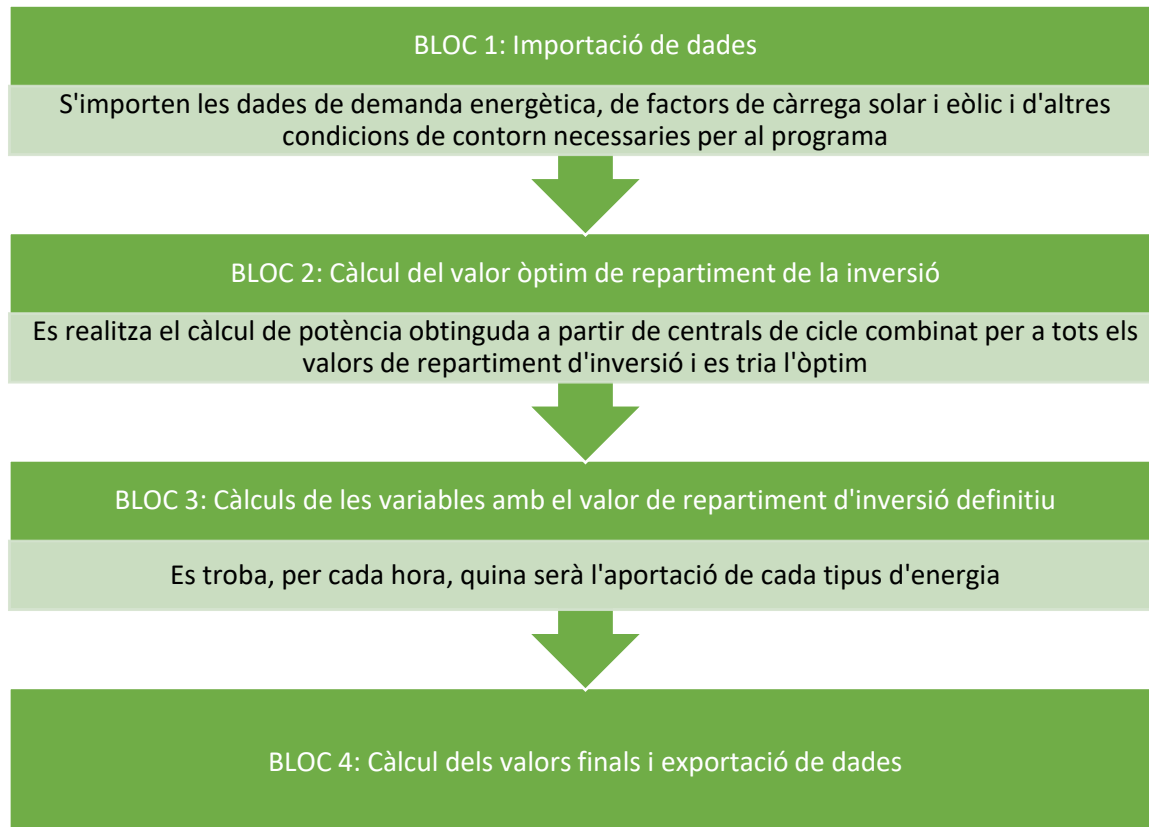 BLOC 1: Importació de dades
S'importen les dades de demanda energètica, de factors de càrrega solar i eòlic i d'altres
condicions de contorn necessaries per al programa
BLOC 2: Càlcul del valor òptim de repartiment de la inversió
Es realitza el càlcul de potència obtinguda a partir de centrals de cicle combinat per a tots els
valors de repartiment d'inversió i es tria l'òptim
BLOC 3: Càlculs de les variables amb el valor de repartiment d'inversió definitiu
Es troba, per cada hora, quina serà l'aportació de cada tipus d'energia
BLOC 4: Càlcul dels valors finals i exportació de dades